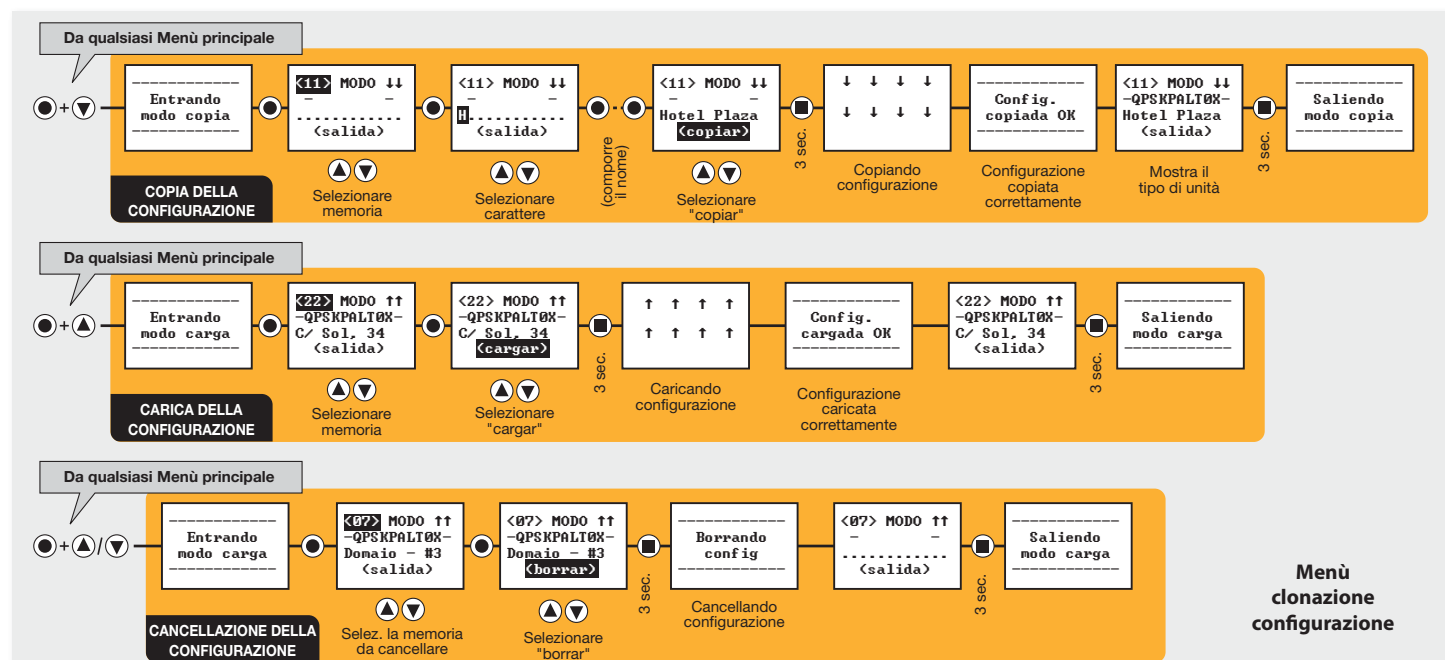 Da qualsiasi Menù principale
+
------------
Entrando
modo copia
------------
<11> MODO ↓↓
– –
............
(salida)
Selezionare
memoria
<11> MODO ↓↓
– –
H...........
(salida)
Selezionare
carattere
(comporre
il nome)
<11> MODO ↓↓
– –
Hotel Plaza
(copiar)
Selezionare
"copiar"
3 sec.
↓ ↓ ↓ ↓
↓ ↓ ↓ ↓
Copiando
configurazione
------------
Config.
copiada OK
------------
Configurazione
copiata
correttamente
<11> MODO ↓↓
-QPSKPALT0X-
Hotel Plaza
(salida)
Mostra il
tipo di unità
3 sec.
------------
Saliendo
modo copia
------------
COPIA DELLA
CONFIGURAZIONE
Da qualsiasi Menù principale
+
------------
Entrando
modo carga
------------
<22> MODO ↑↑
-QPSKPALT0X-
C/ Sol, 34
(salida)
Selezionare
memoria
<22> MODO ↑↑
-QPSKPALT0X-
C/ Sol, 34
(cargar)
Selezionare
"cargar"
3 sec.
↑ ↑ ↑ ↑
↑ ↑ ↑ ↑
Caricando
configurazione
------------
Config.
cargada OK
------------
Configurazione
caricata
correttamente
<22> MODO ↑↑
-QPSKPALT0X-
C/ Sol, 34
(salida)
3 sec.
------------
Saliendo
modo carga
------------
CARICA DELLA
CONFIGURAZIONE
Da qualsiasi Menù principale
+ /
------------
Entrando
modo carga
------------
<07> MODO ↑↑
-QPSKPALT0X-
Domaio - #3
(salida)
Selez. la memoria
da cancellare
<07> MODO ↑↑
-QPSKPALT0X-
Domaio - #3
(borrar)
Selezionare
"borrar"
3 sec.
------------
Borrando
config
------------
Cancellando
configurazione
<07> MODO ↑↑
– –
............
(salida)
3 sec.
------------
Saliendo
modo carga
------------
CANCELLAZIONE DELLA
CONFIGURAZIONE
Menù
clonazione
configurazione